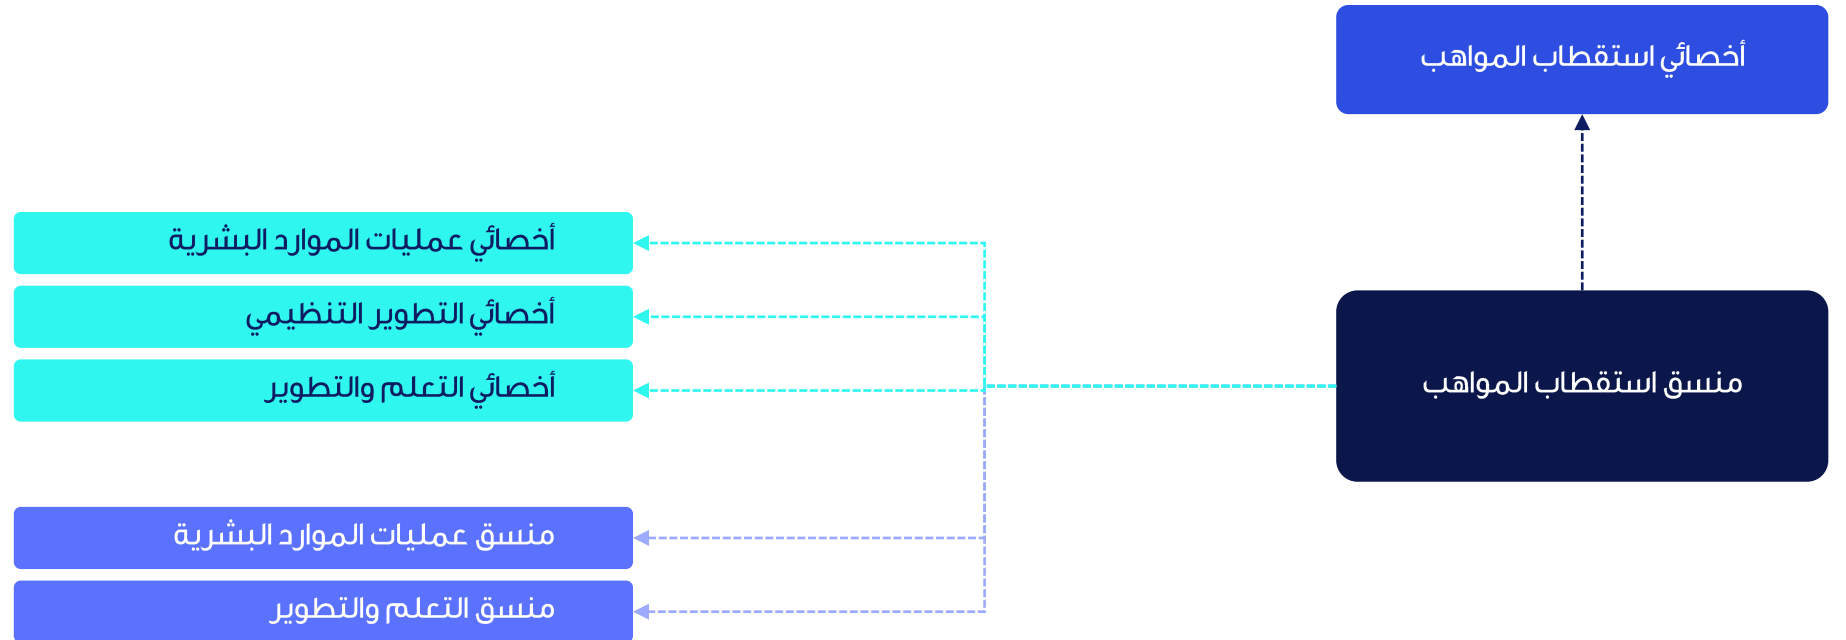 أخصائي استقطاب المواهب
منسق استقطاب المواهب
أخصائي عمليات الموارد البشرية
أخصائي التطوير التنظيمي
أخصائي التعلم والتطوير
منسق عمليات الموارد البشرية
منسق التعلم والتطوير